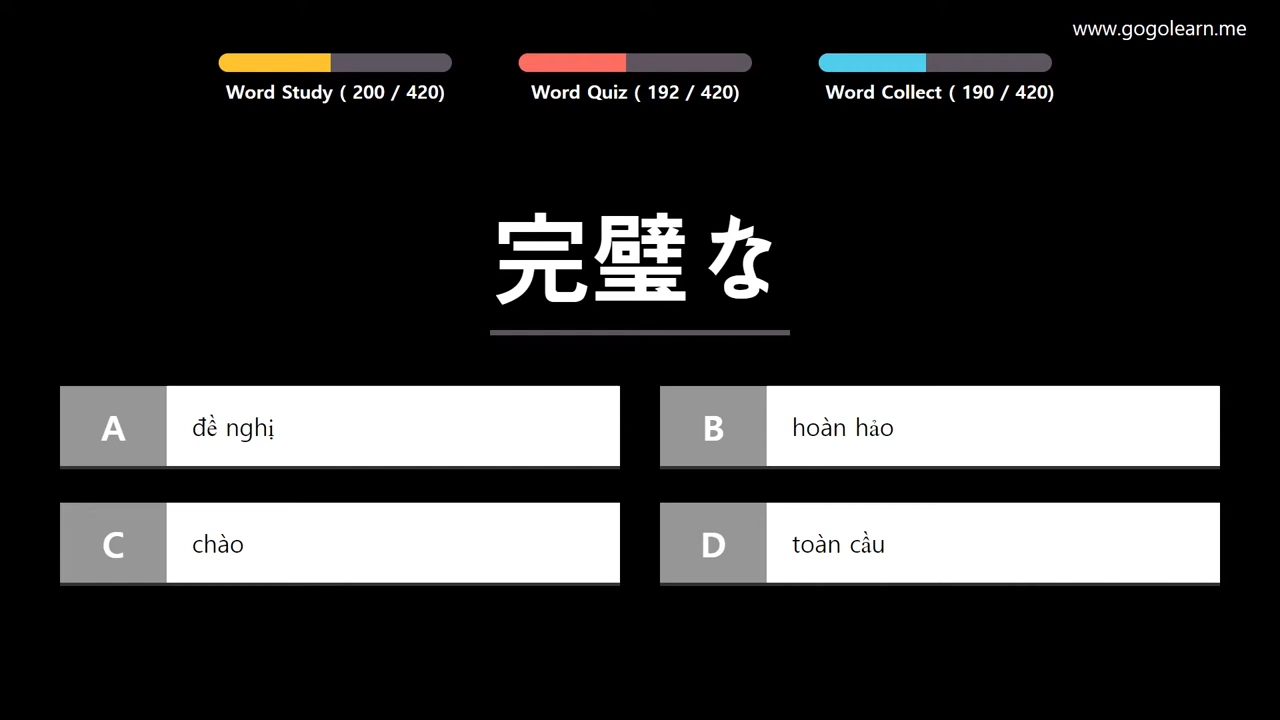 www.gogolearn.me
Word Study ( 200 / 420)
Word Quiz ( 192 / 420)
Word Collect ( 190 / 420)
完璧な
A
đề nghị
B
hoàn hảo
C
chào
D
toàn cầu